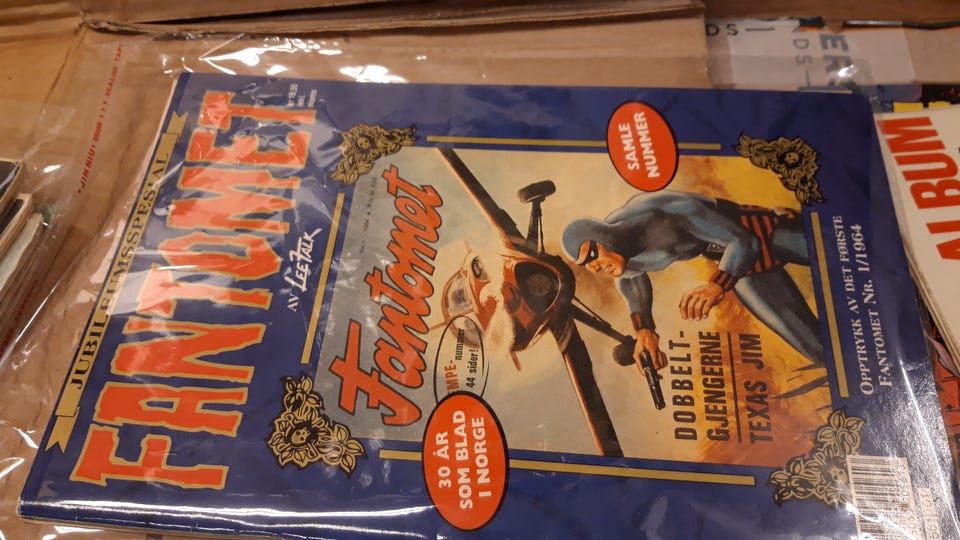 JUBILEUMSSPESIAL
FANTOMET
AV LEE FALK
SAMLE
NUMMER
Fantomet
nummer
44 sider!
DOBBELT-
GJENGERNE
TEXAS JIM
30 ÅR
SOM BLAD
I NORGE
OPPTRYKK AV DET FØRSTE
FANTOMET NR. 1/1964
ALBUM